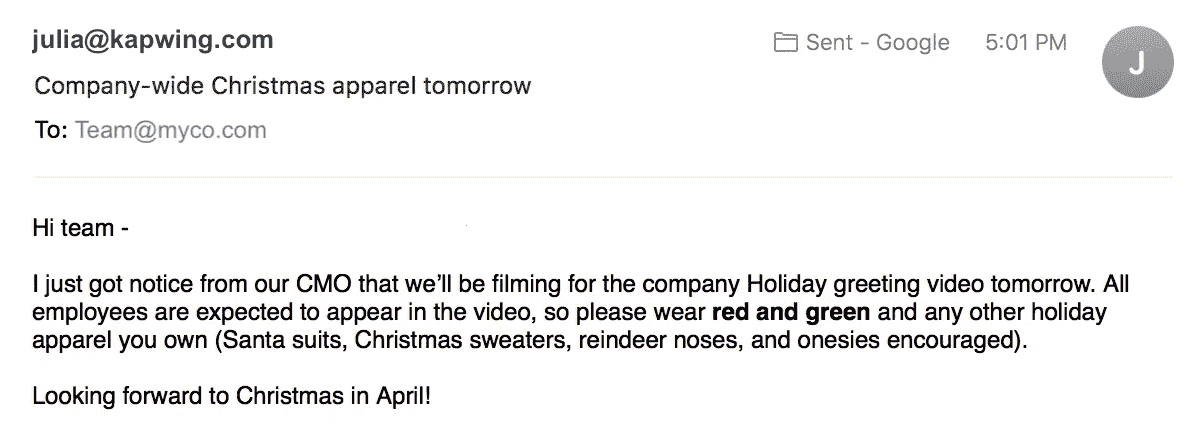 julia@kapwing.com
Sent - Google 5:01 PM
J
Company-wide Christmas apparel tomorrow
To: Team@myco.com
Hi team -
I just got notice from our CMO that we’ll be filming for the company Holiday greeting video tomorrow. All
employees are expected to appear in the video, so please wear red and green and any other holiday
apparel you own (Santa suits, Christmas sweaters, reindeer noses, and onesies encouraged).
Looking forward to Christmas in April!